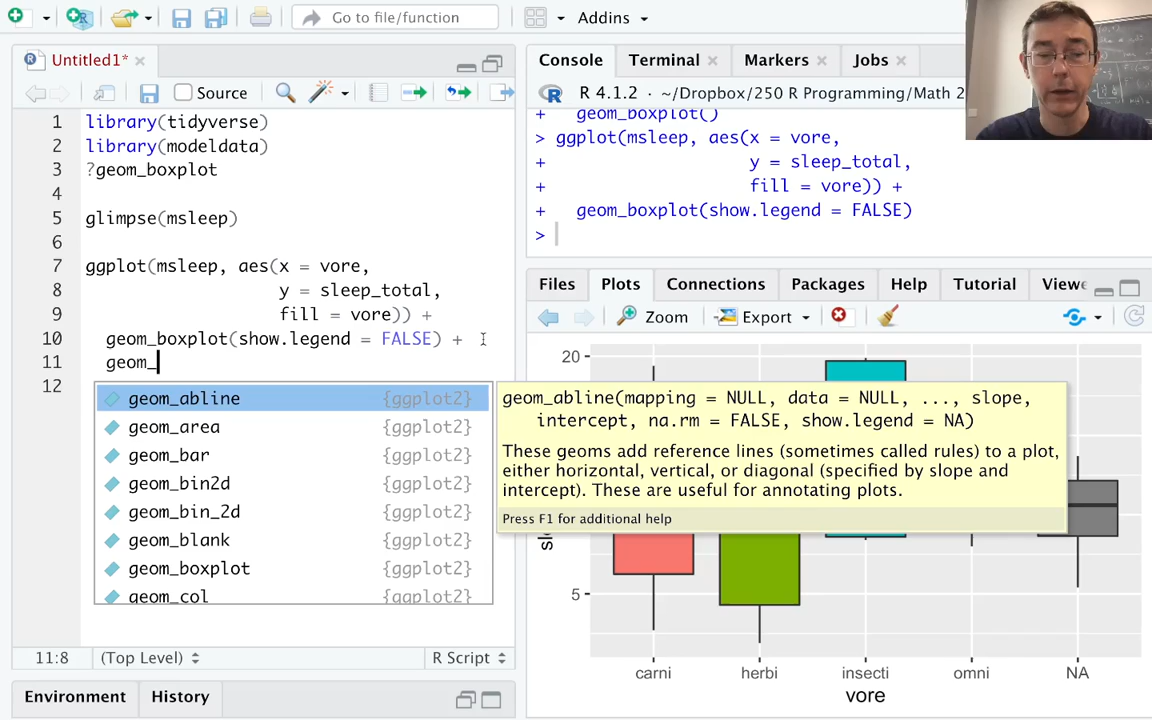 Go to file/function
Addins
Untitled1*
Source
1 library(tidyverse)
2 library(modeldata)
3 ?geom_boxplot
4
5 glimpse(msleep)
6
7 ggplot(msleep, aes(x = vore,
8 y = sleep_total,
9 fill = vore)) +
10 geom_boxplot(show.legend = FALSE) +
11 geom_
12
geom_abline {ggplot2}
geom_area {ggplot2}
geom_bar {ggplot2}
geom_bin2d {ggplot2}
geom_bin_2d {ggplot2}
geom_blank {ggplot2}
geom_boxplot {ggplot2}
geom_col {ggplot2}
geom_abline(mapping = NULL, data = NULL, ..., slope,
intercept, na.rm = FALSE, show.legend = NA)
These geoms add reference lines (sometimes called rules) to a plot,
either horizontal, vertical, or diagonal (specified by slope and
intercept). These are useful for annotating plots.
Press F1 for additional help
11:8 (Top Level) R Script
Environment History
Console Terminal Markers Jobs
R 4.1.2 · ~/Dropbox/250 R Programming/Math 2
+ geom_boxplot()
> ggplot(msleep, aes(x = vore,
+ y = sleep_total,
+ fill = vore)) +
+ geom_boxplot(show.legend = FALSE)
>
Files Plots Connections Packages Help Tutorial Viewe
Zoom Export
20
5
sl
carni herbi insecti omni NA
vore